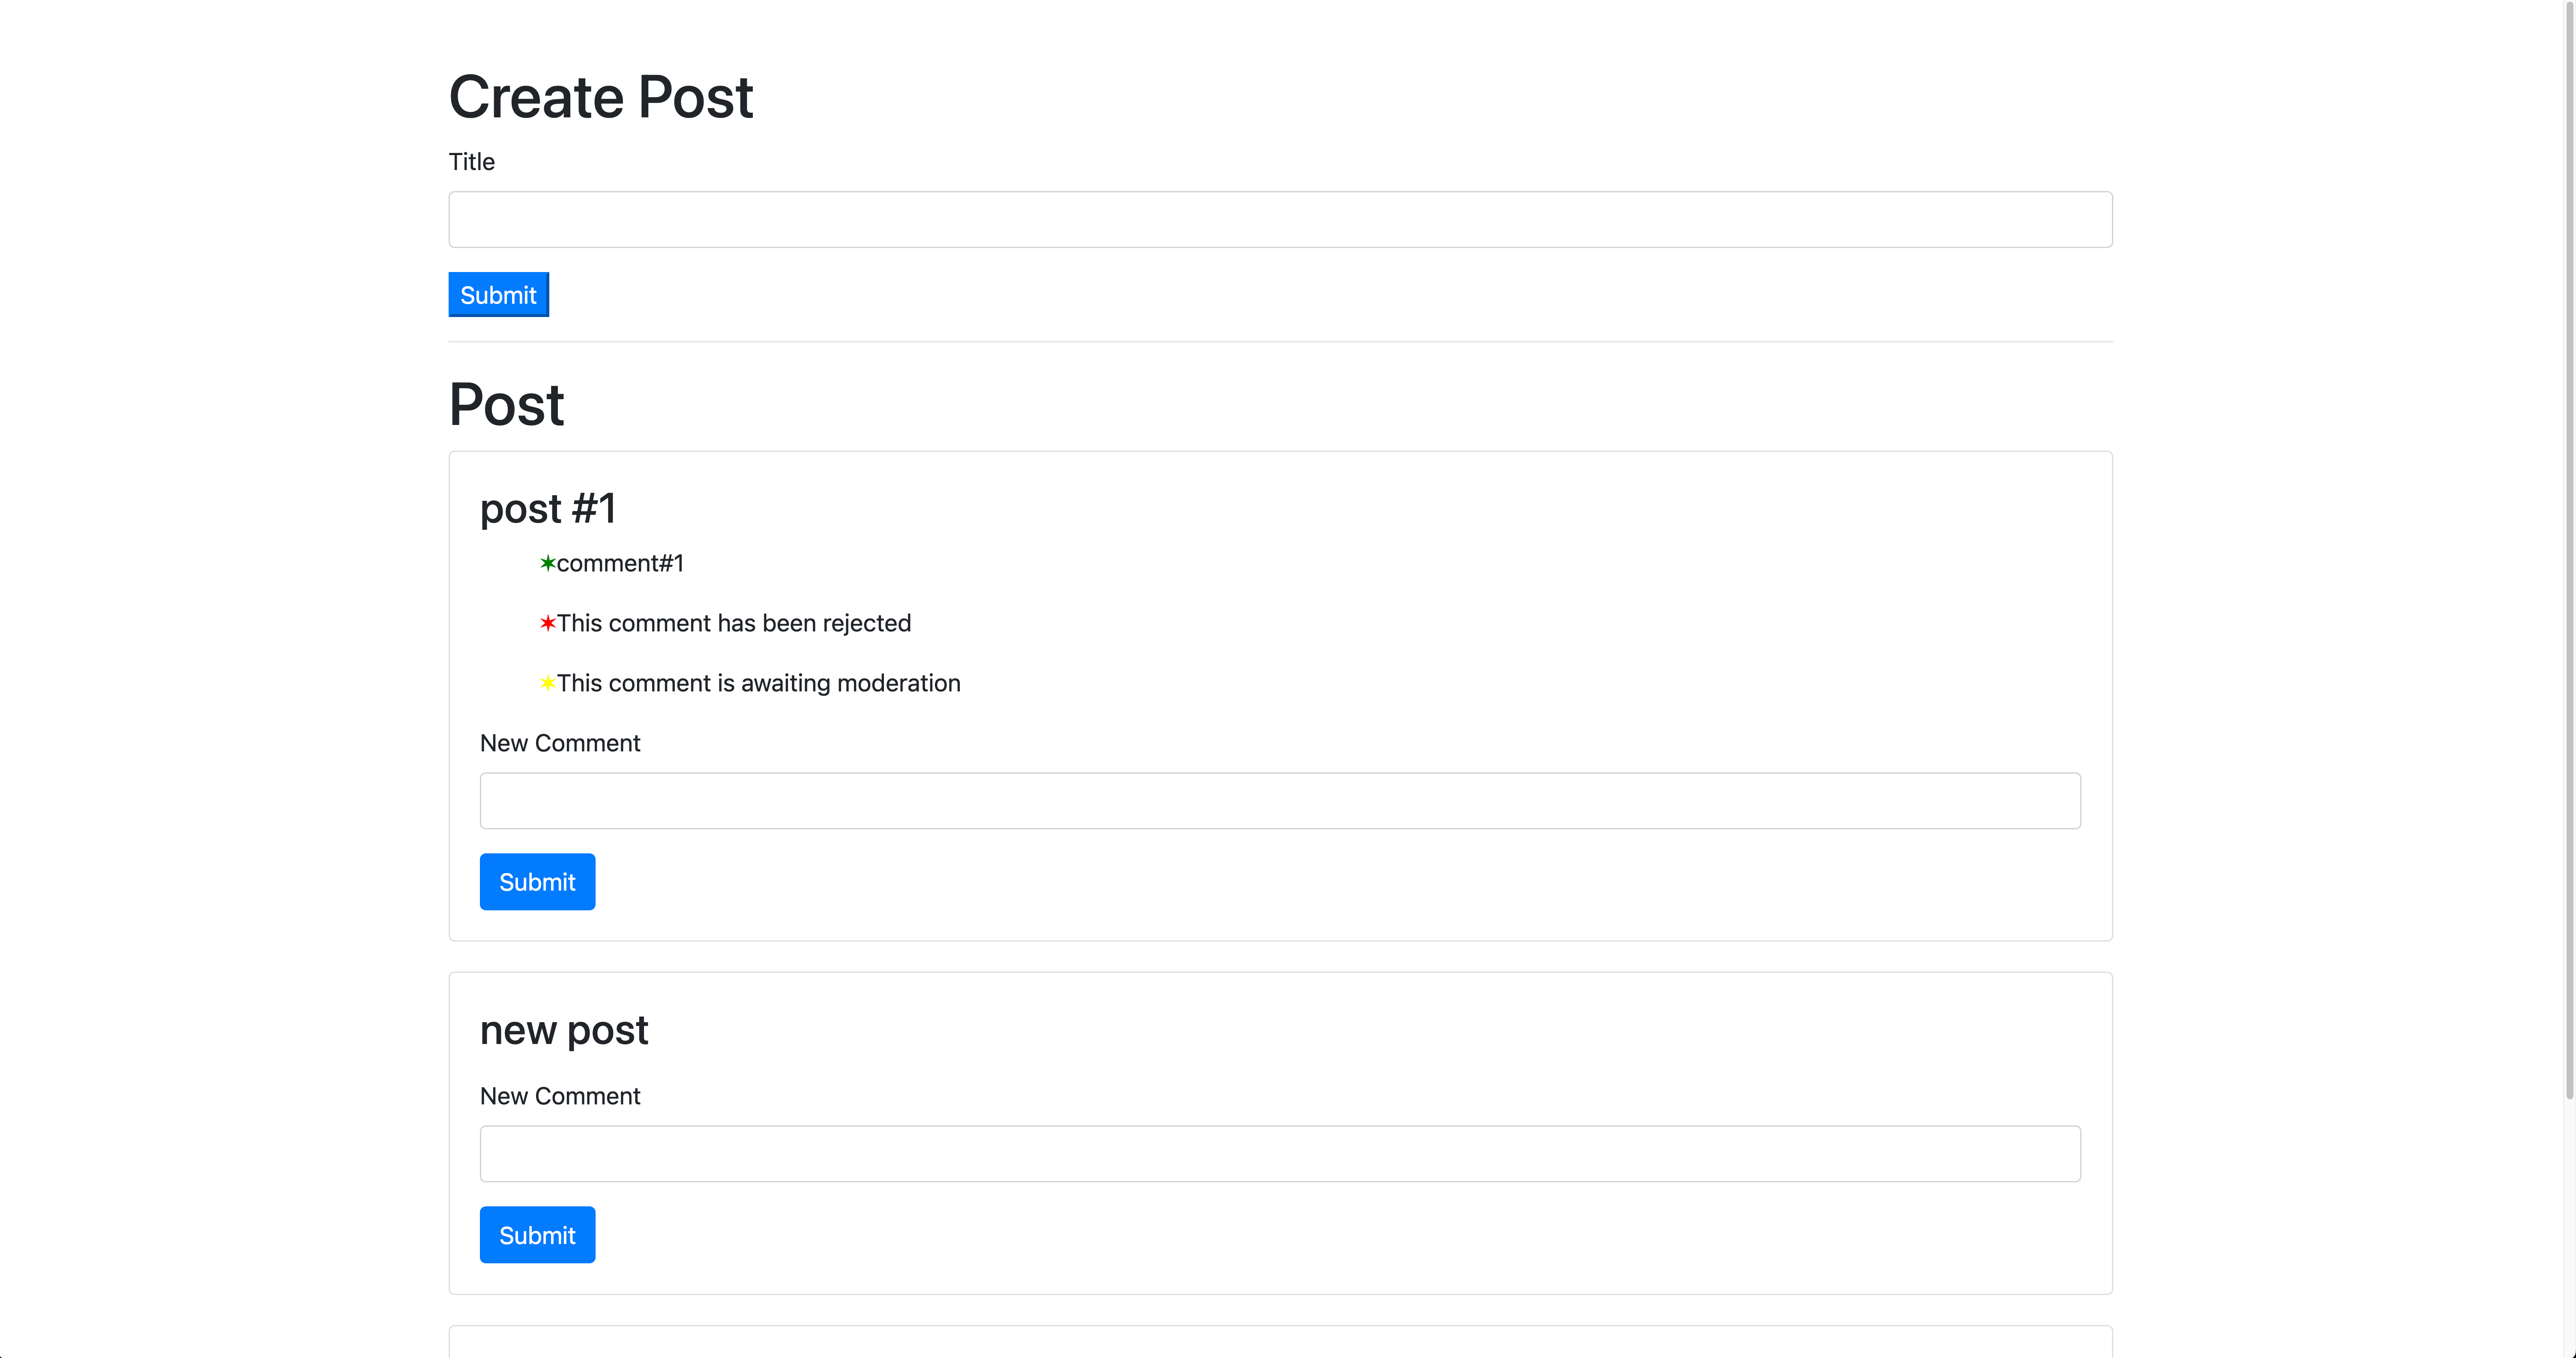 Create Post
Title
Submit
Post
post #1
✶comment#1
✶This comment has been rejected
✶This comment is awaiting moderation
New Comment
Submit
new post
New Comment
Submit